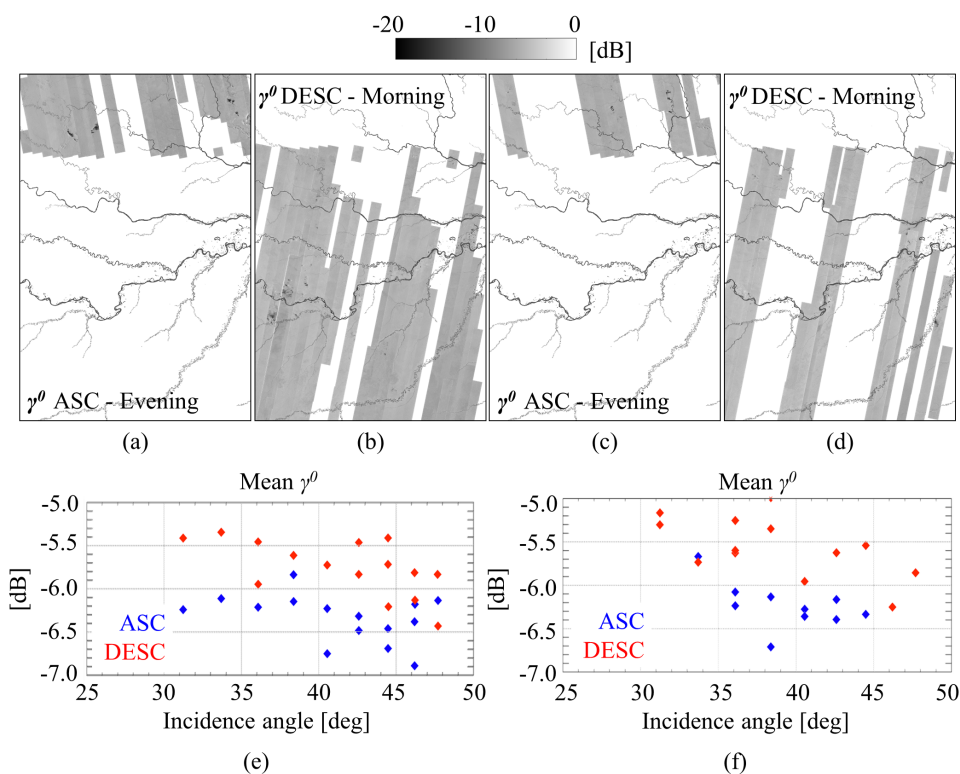 -20 -10 0
[dB]
γ⁰ DESC - Morning
γ⁰ DESC - Morning
γ⁰ ASC - Evening
γ⁰ ASC - Evening
(a) (b) (c) (d)
Mean γ⁰
Mean γ⁰
-5.0
-5.5
-6.0
-6.5
-7.0
[dB]
ASC
DESC
25 30 35 40 45 50
Incidence angle [deg]
(e)
-5.0
-5.5
-6.0
-6.5
-7.0
[dB]
ASC
DESC
25 30 35 40 45 50
Incidence angle [deg]
(f)